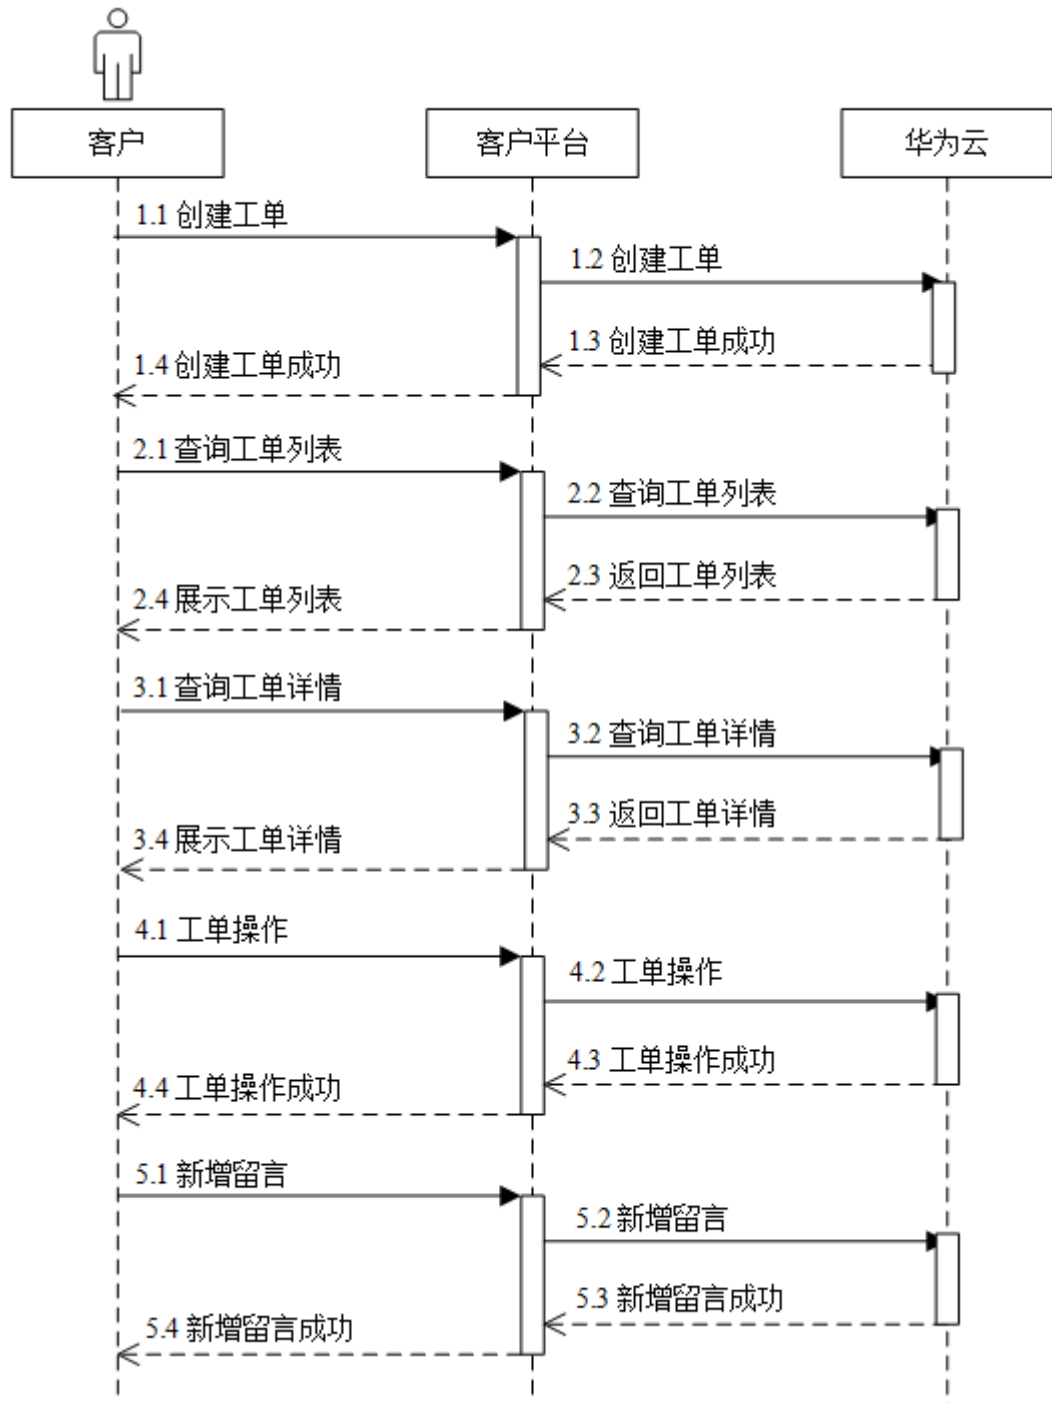 客户
客户平台
华为云
1.1 创建工单
1.2 创建工单
1.3 创建工单成功
1.4 创建工单成功
2.1 查询工单列表
2.2 查询工单列表
2.3 返回工单列表
2.4 展示工单列表
3.1 查询工单详情
3.2 查询工单详情
3.3 返回工单详情
3.4 展示工单详情
4.1 工单操作
4.2 工单操作
4.3 工单操作成功
4.4 工单操作成功
5.1 新增留言
5.2 新增留言
5.3 新增留言成功
5.4 新增留言成功